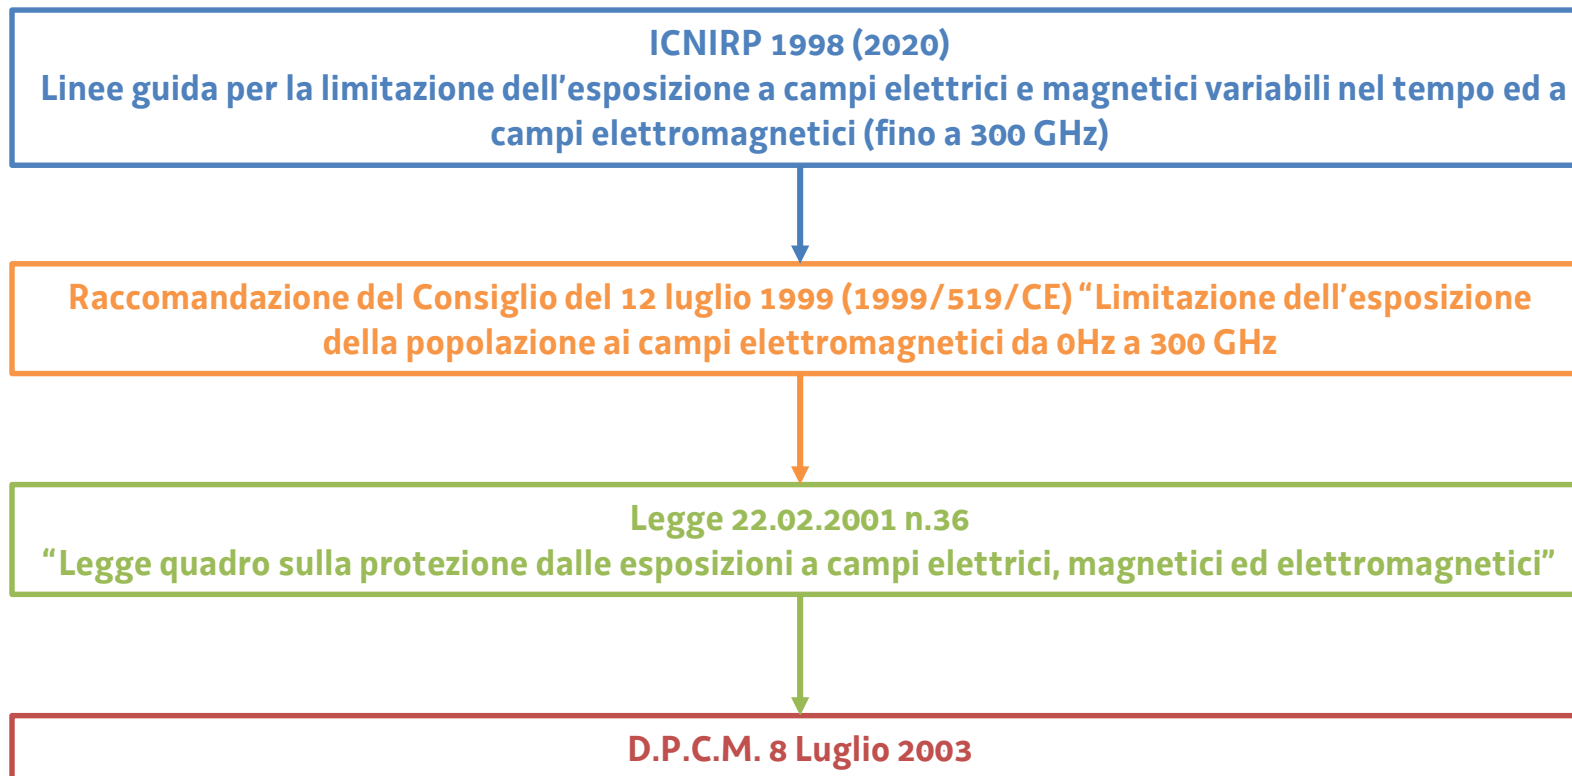 ICNIRP 1998 (2020)
Linee guida per la limitazione dell’esposizione a campi elettrici e magnetici variabili nel tempo ed a
campi elettromagnetici (fino a 300 GHz)
Raccomandazione del Consiglio del 12 luglio 1999 (1999/519/CE) “Limitazione dell’esposizione
della popolazione ai campi elettromagnetici da 0Hz a 300 GHz
Legge 22.02.2001 n.36
“Legge quadro sulla protezione dalle esposizioni a campi elettrici, magnetici ed elettromagnetici”
D.P.C.M. 8 Luglio 2003